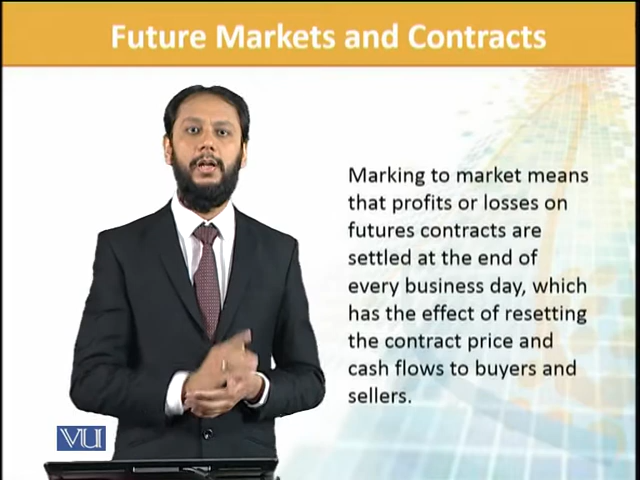 Future Markets and Contracts
Marking to market means
that profits or losses on
futures contracts are
settled at the end of
every business day, which
has the effect of resetting
the contract price and
cash flows to buyers and
sellers.
VU